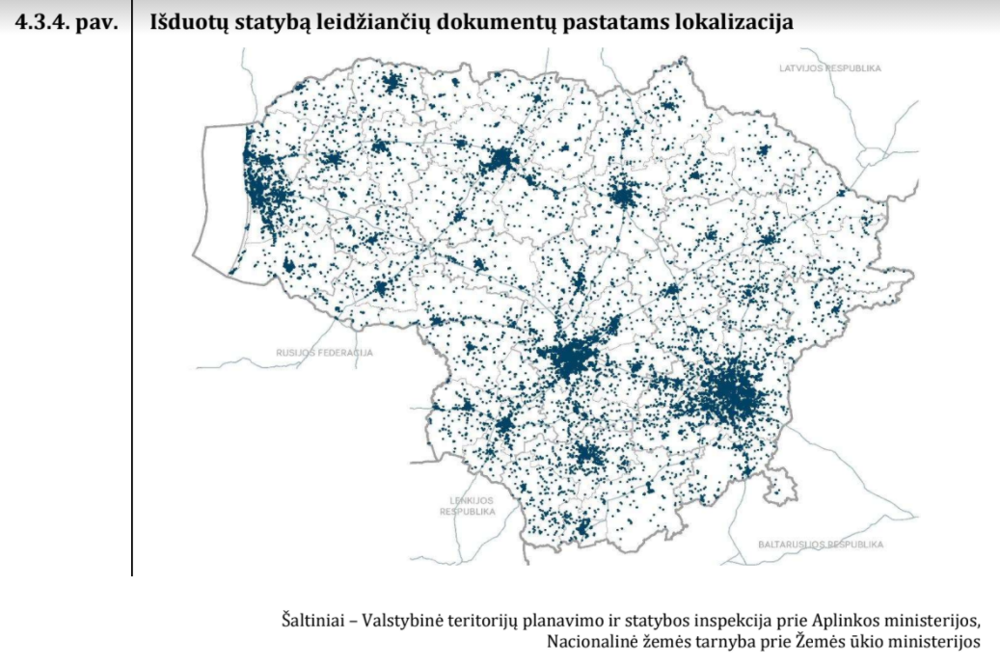 4.3.4. pav.
Išduotų statybą leidžiančių dokumentų pastatams lokalizacija
LATVIJOS RESPUBLIKA
RUSIJOS FEDERACIJA
LENKIJOS
RESPUBLIKA
BALTARUSIJOS RESPUBLIKA
Šaltiniai – Valstybinė teritorijų planavimo ir statybos inspekcija prie Aplinkos ministerijos,
Nacionalinė žemės tarnyba prie Žemės ūkio ministerijos